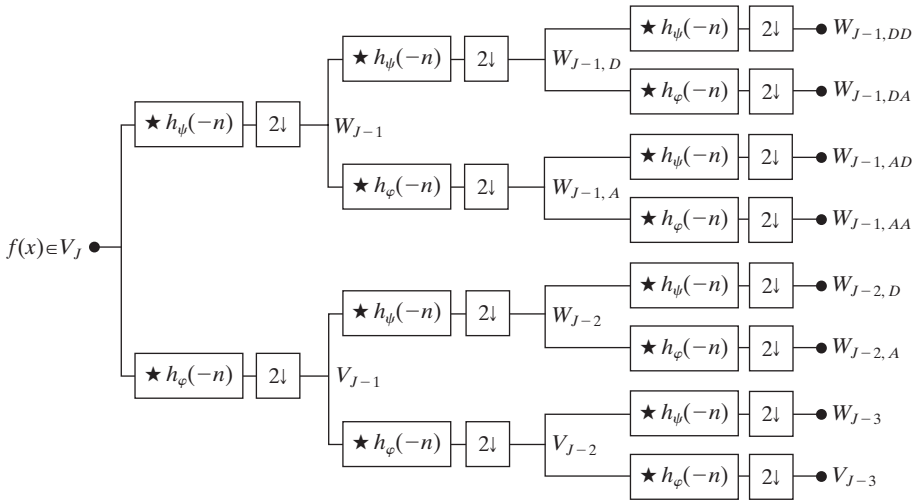 ★ h_ψ(−n) 2↓ W_{J−1,DD}
★ h_ψ(−n) 2↓ W_{J−1,D}
★ h_φ(−n) 2↓ W_{J−1,DA}
★ h_ψ(−n) 2↓ W_{J−1}
★ h_ψ(−n) 2↓ W_{J−1,AD}
★ h_φ(−n) 2↓ W_{J−1,A}
★ h_φ(−n) 2↓ W_{J−1,AA}
f(x)∈V_J
★ h_ψ(−n) 2↓ W_{J−2,D}
★ h_ψ(−n) 2↓ W_{J−2}
★ h_φ(−n) 2↓ W_{J−2,A}
★ h_φ(−n) 2↓ V_{J−1}
★ h_ψ(−n) 2↓ W_{J−3}
★ h_φ(−n) 2↓ V_{J−2}
★ h_φ(−n) 2↓ V_{J−3}